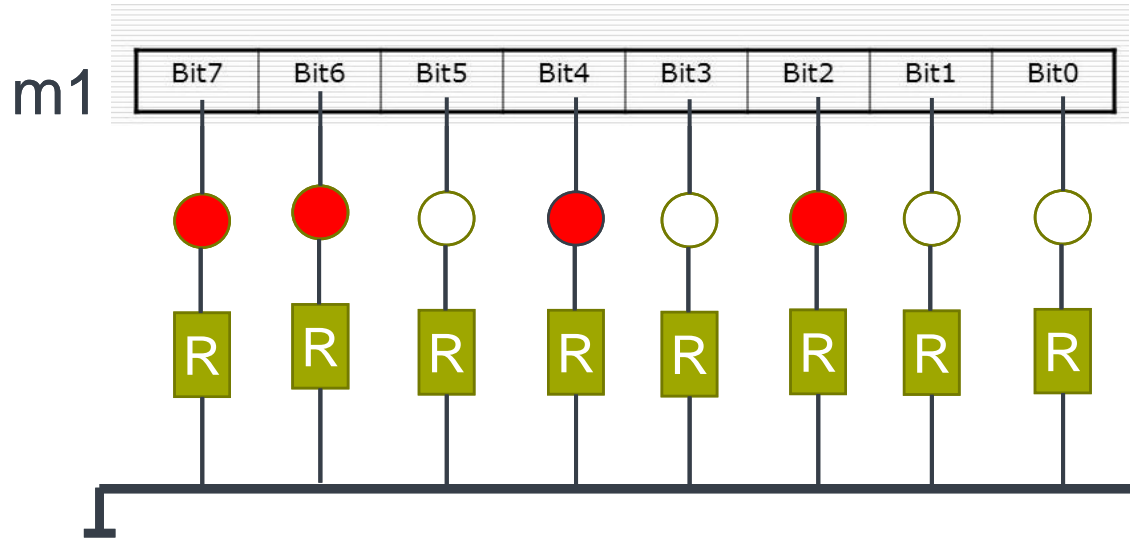 m1 Bit7 Bit6 Bit5 Bit4 Bit3 Bit2 Bit1 Bit0
R R R R R R R R